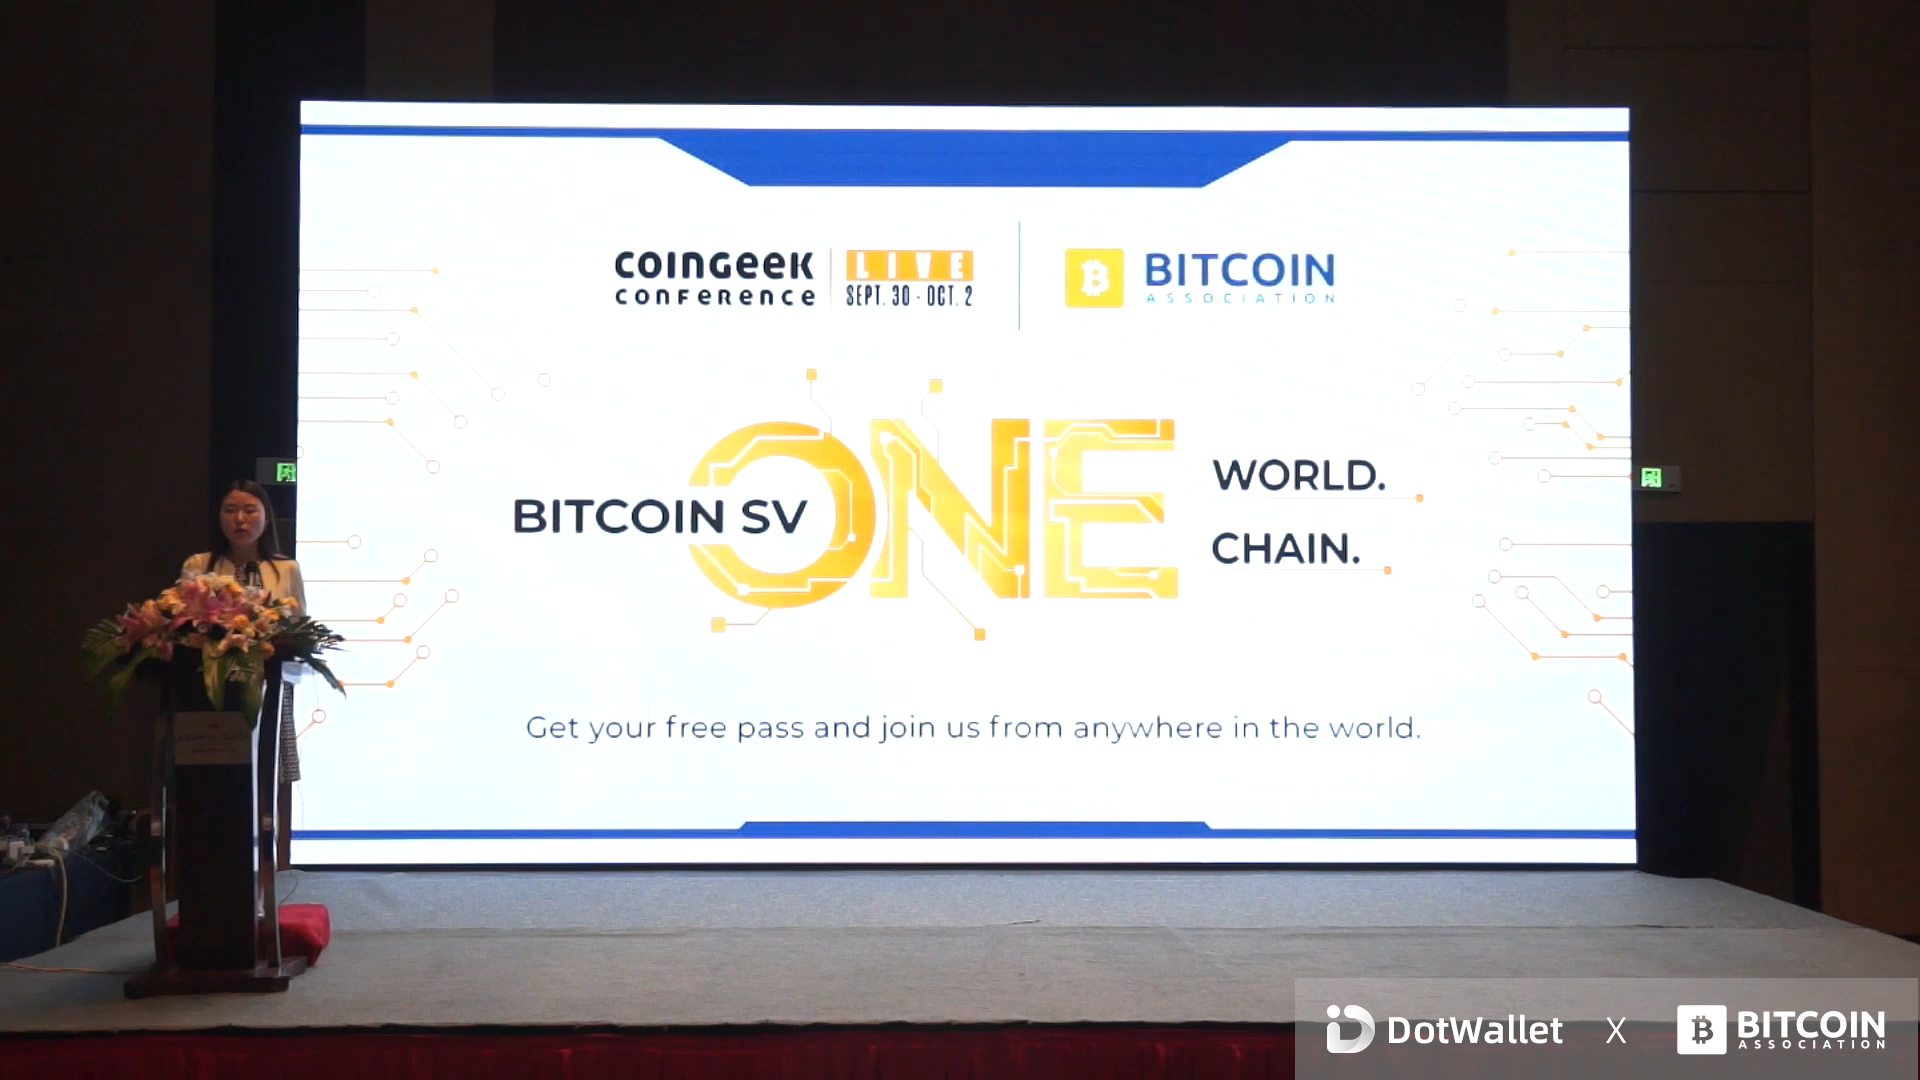 COINGEEK
CONFERENCE
LIVE
SEPT. 30 - OCT. 2
BITCOIN
ASSOCIATION
BITCOIN SV
ONE
WORLD.
CHAIN.
Get your free pass and join us from anywhere in the world.
DotWallet X BITCOIN
ASSOCIATION